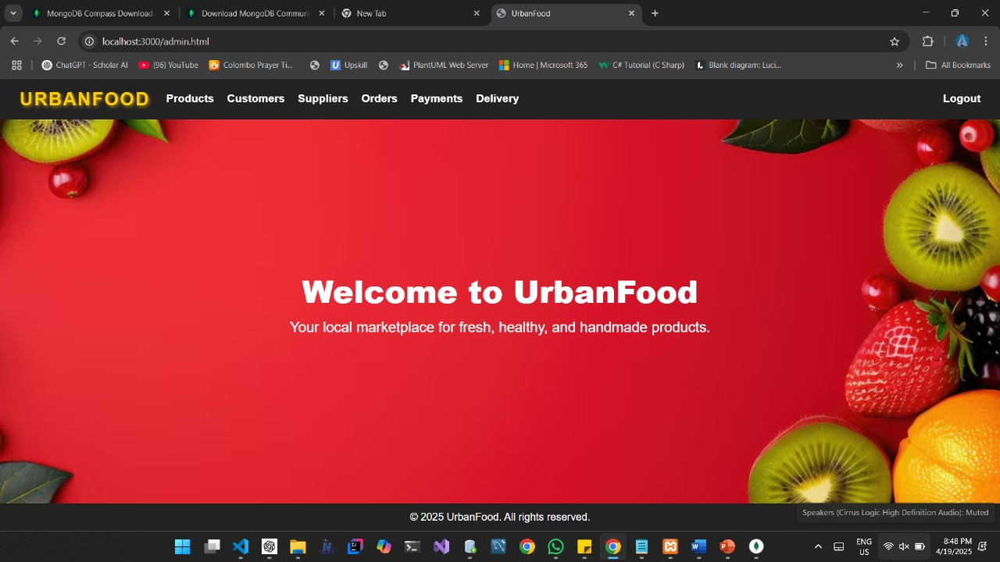 MongoDB Compass Download
Download MongoDB Commun
New Tab
UrbanFood
localhost:3000/admin.html
ChatGPT - Scholar AI
(96) YouTube
Colombo Prayer Ti...
Upskill
PlantUML Web Server
Home | Microsoft 365
C# Tutorial (C Sharp)
Blank diagram: Luci...
All Bookmarks
URBANFOOD
Products
Customers
Suppliers
Orders
Payments
Delivery
Logout
Welcome to UrbanFood
Your local marketplace for fresh, healthy, and handmade products.
© 2025 UrbanFood. All rights reserved.
Speakers (Cirrus Logic High Definition Audio): Muted
ENG
US
8:48 PM
4/19/2025